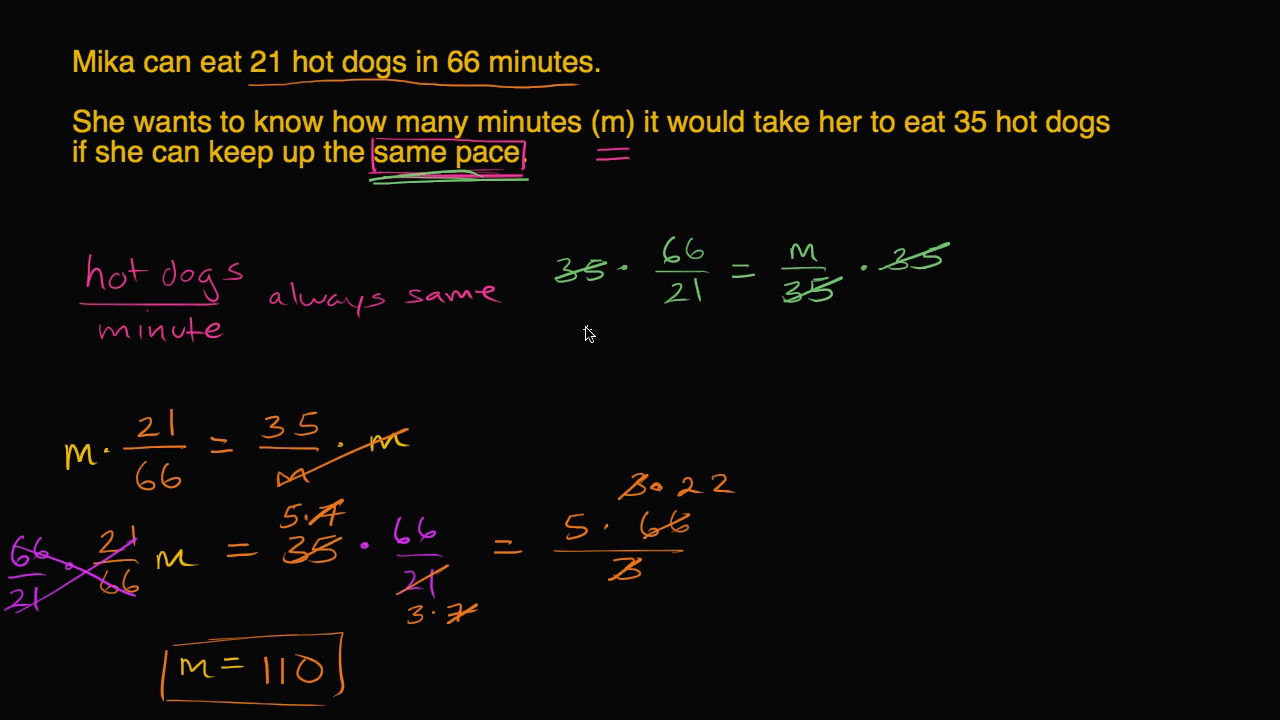 Mika can eat 21 hot dogs in 66 minutes.
She wants to know how many minutes (m) it would take her to eat 35 hot dogs
if she can keep up the same pace.
hot dogs / minute always same
35 · 66/21 = m/35 · 35
m · 21/66 = 35/m · m
66/21 · 21/66 m = 35 · 66/21 = 5 · 66 / 3
5·7
3·7
3·22
m = 110